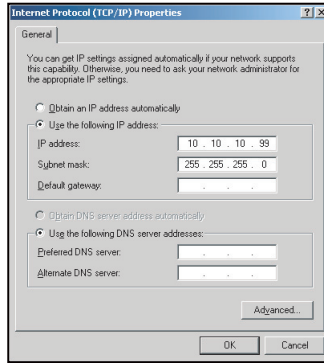 Internet Protocol (TCP/IP) Properties ? X
General
You can get IP settings assigned automatically if your network supports
this capability. Otherwise, you need to ask your network administrator for
the appropriate IP settings.
Obtain an IP address automatically
Use the following IP address:
IP address: 10 . 10 . 10 . 99
Subnet mask: 255 . 255 . 255 . 0
Default gateway: . . .
Obtain DNS server address automatically
Use the following DNS server addresses:
Preferred DNS server: . . .
Alternate DNS server: . . .
Advanced...
OK Cancel